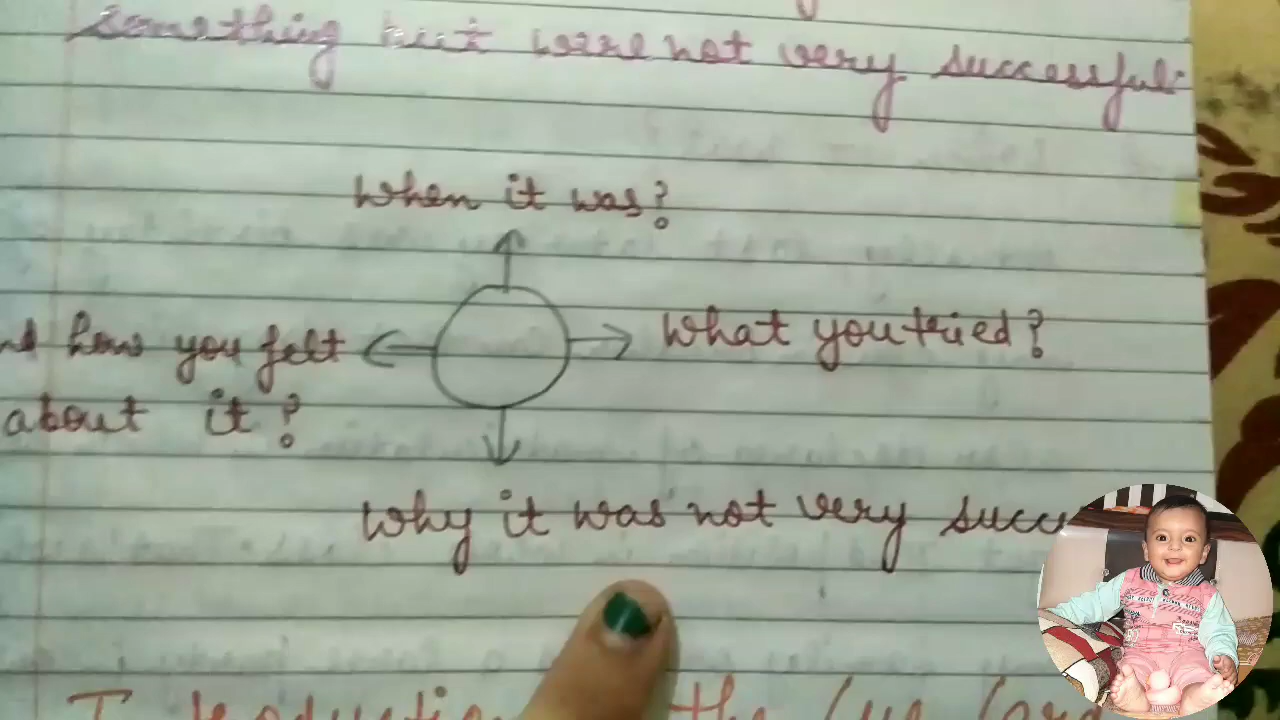 something but were not very successful:
When it was?
how you felt
What you tried?
about it?
Why it was not very
the